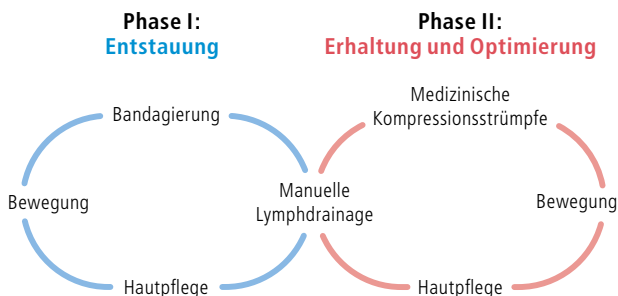 Phase I:
Entstauung
Phase II:
Erhaltung und Optimierung
Bandagierung
Medizinische
Kompressionsstrümpfe
Bewegung
Manuelle
Lymphdrainage
Bewegung
Hautpflege
Hautpflege